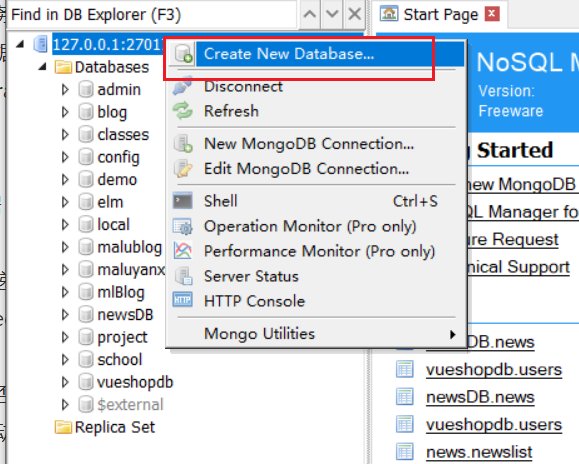 Find in DB Explorer (F3)
Start Page
127.0.0.1:2701
Create New Database...
NoSQL M
Databases
Disconnect
Version:
admin
Refresh
Freeware
blog
classes
New MongoDB Connection...
Started
config
Edit MongoDB Connection...
demo
new MongoDB
elm
Shell
Ctrl+S
QL Manager fo
local
Operation Monitor (Pro only)
ure Request
malublog
Performance Monitor (Pro only)
nical Support
maluyanx
Server Status
mlBlog
HTTP Console
newsDB
project
Mongo Utilities
DB.news
school
vueshopdb.users
vueshopdb
newsDB.news
$external
vueshopdb.users
Replica Set
news.newslist